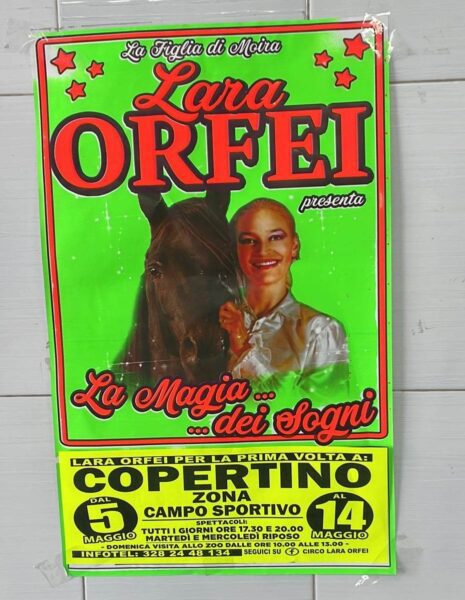 La Figlia di Moira
Lara
ORFEI
presenta
La Magia ...
... dei Sogni
LARA ORFEI PER LA PRIMA VOLTA A:
COPERTINO
ZONA
CAMPO SPORTIVO
DAL
5
MAGGIO
AL
14
MAGGIO
SPETTACOLI:
TUTTI I GIORNI ORE 17.30 E 20.00
MARTEDÌ E MERCOLEDÌ RIPOSO
- DOMENICA VISITA ALLO ZOO DALLE ORE 10.00 ALLE 13.00 -
INFOTEL: 328 24 48 134 SEGUICI SU f CIRCO LARA ORFEI